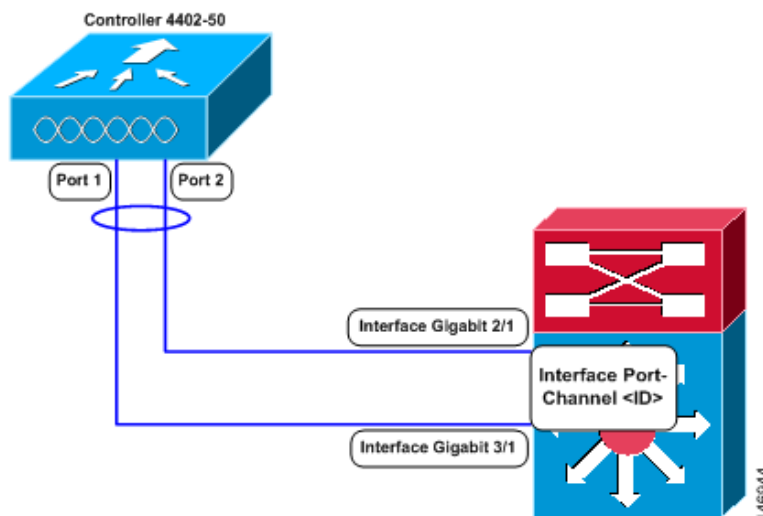 Controller 4402-50
Port 1
Port 2
Interface Gigabit 2/1
Interface Port-
Channel <ID>
Interface Gigabit 3/1